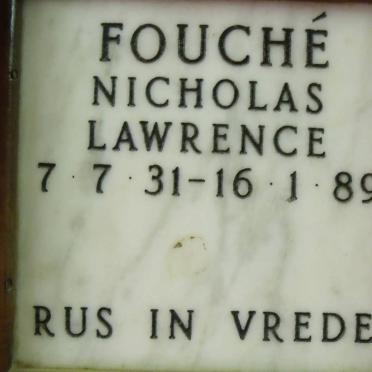 FOUCHÉ
NICHOLAS
LAWRENCE
7 · 7 · 31-16 · 1 · 89
RUS IN VREDE